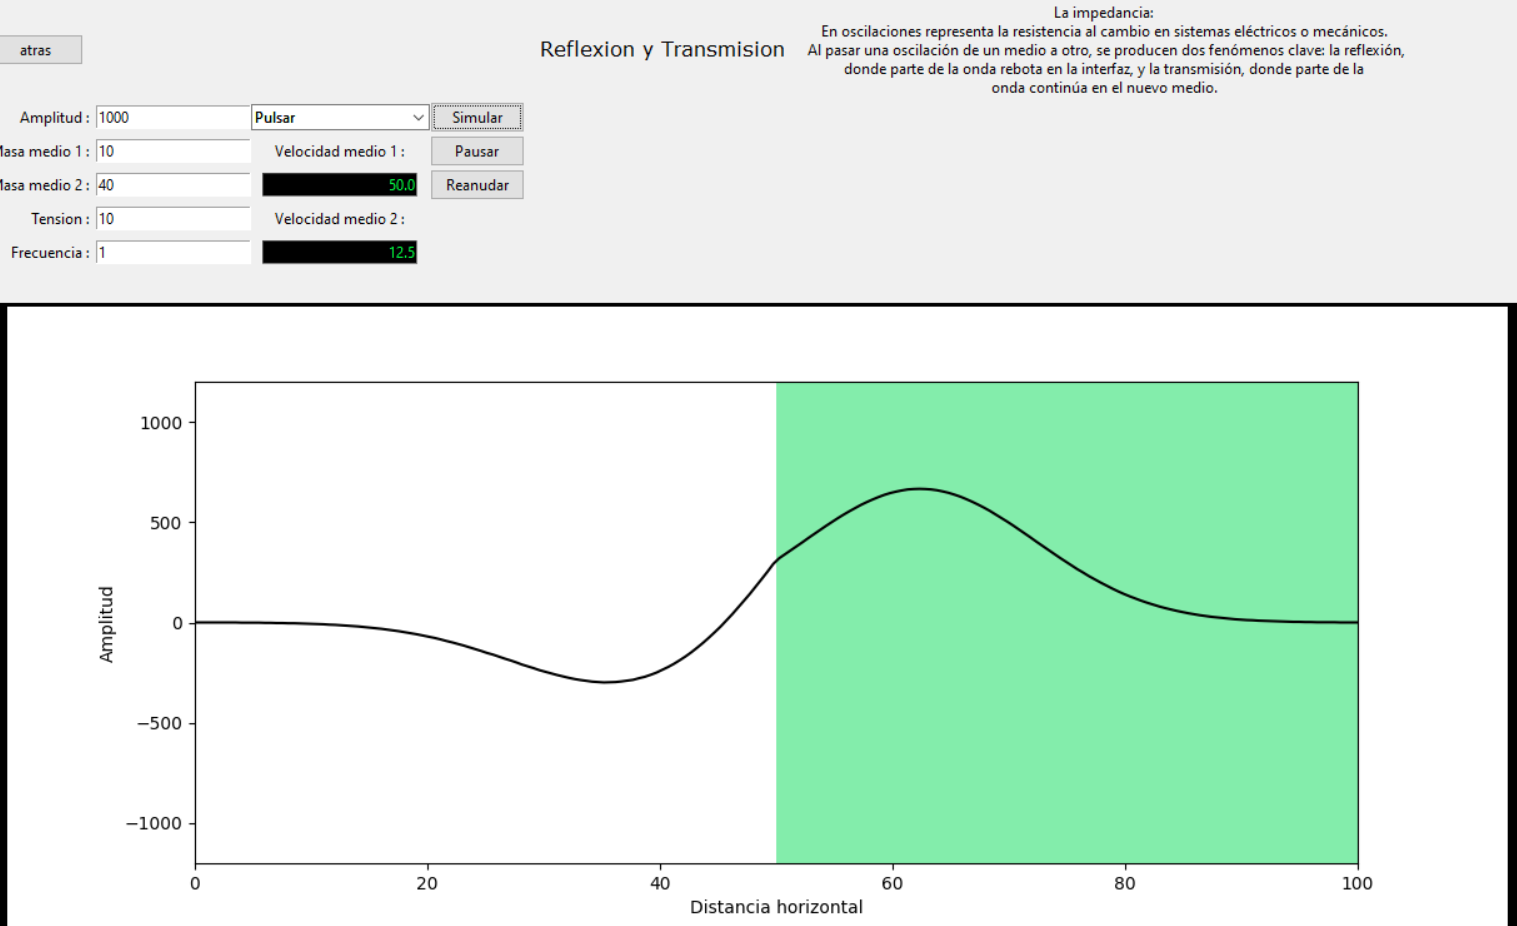 La impedancia:
En oscilaciones representa la resistencia al cambio en sistemas eléctricos o mecánicos.
Al pasar una oscilación de un medio a otro, se producen dos fenómenos clave: la reflexión,
donde parte de la onda rebota en la interfaz, y la transmisión, donde parte de la
onda continúa en el nuevo medio.
atras
Reflexion y Transmision
Amplitud : 1000 Pulsar Simular
asa medio 1 : 10 Velocidad medio 1 : Pausar
asa medio 2 : 40 50.0 Reanudar
Tension : 10 Velocidad medio 2 :
Frecuencia : 1 12.5
1000
500
0
−500
−1000
Amplitud
0 20 40 60 80 100
Distancia horizontal